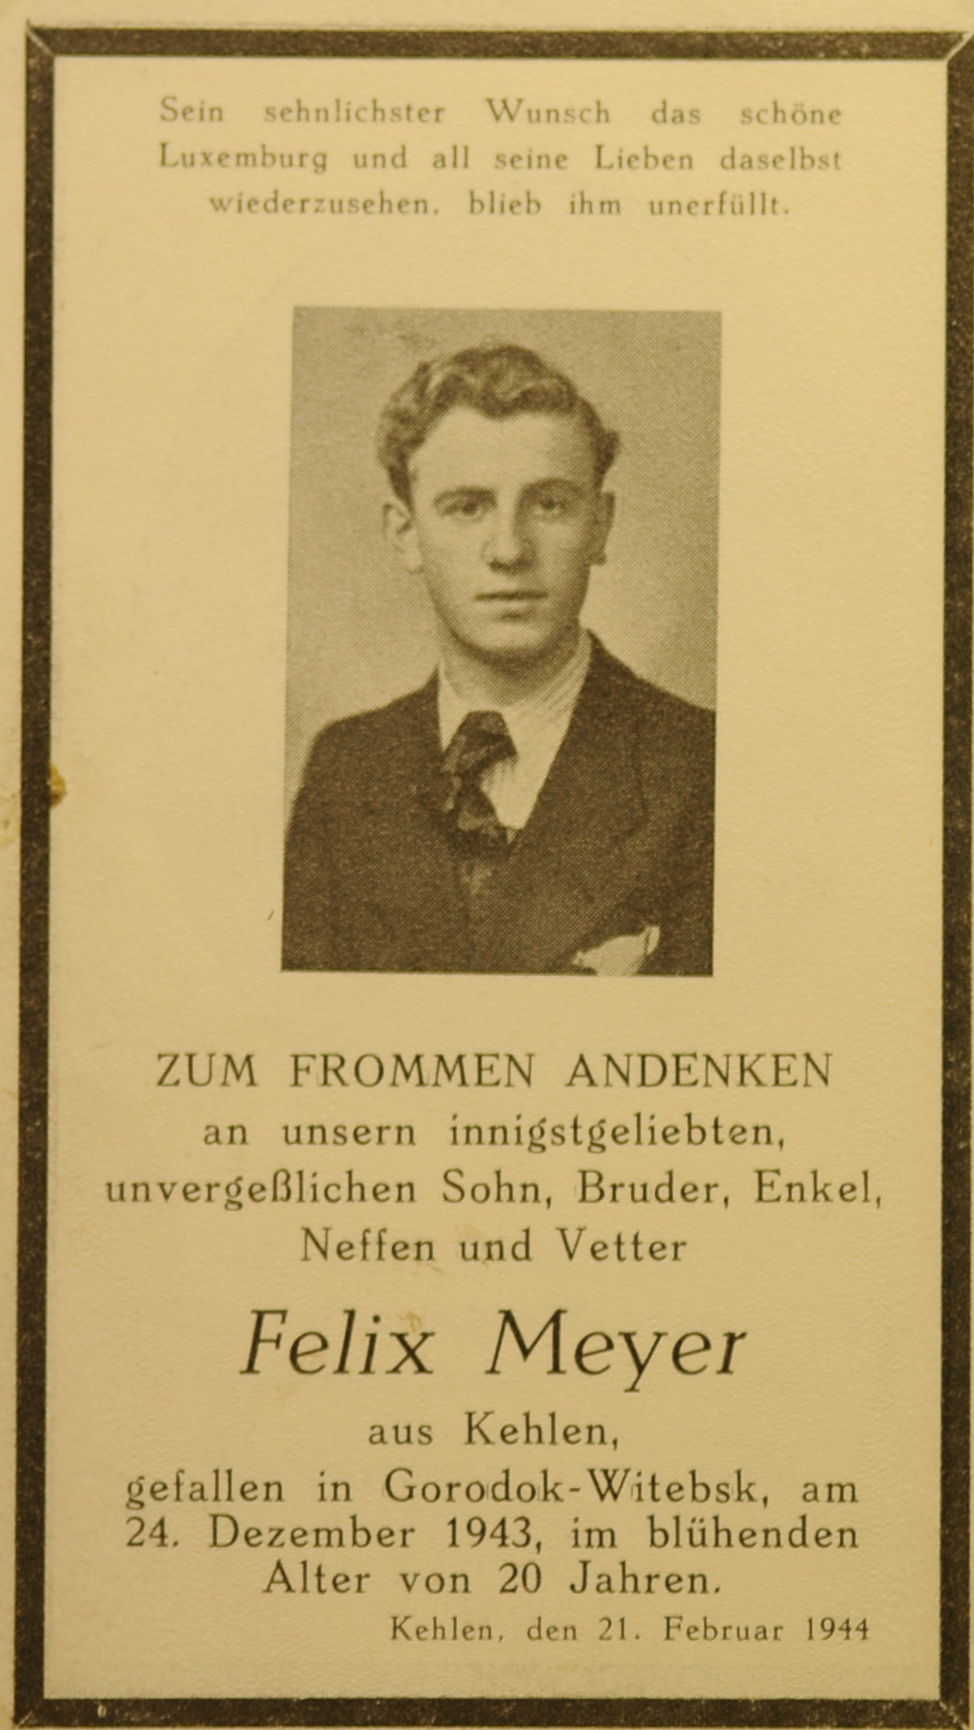 Sein sehnlichster Wunsch das schöne
Luxemburg und all seine Lieben daselbst
wiederzusehen, blieb ihm unerfüllt.
ZUM FROMMEN ANDENKEN
an unsern innigstgeliebten,
unvergeßlichen Sohn, Bruder, Enkel,
Neffen und Vetter
Felix Meyer
aus Kehlen,
gefallen in Gorodok-Witebsk, am
24. Dezember 1943, im blühenden
Alter von 20 Jahren.
Kehlen, den 21. Februar 1944